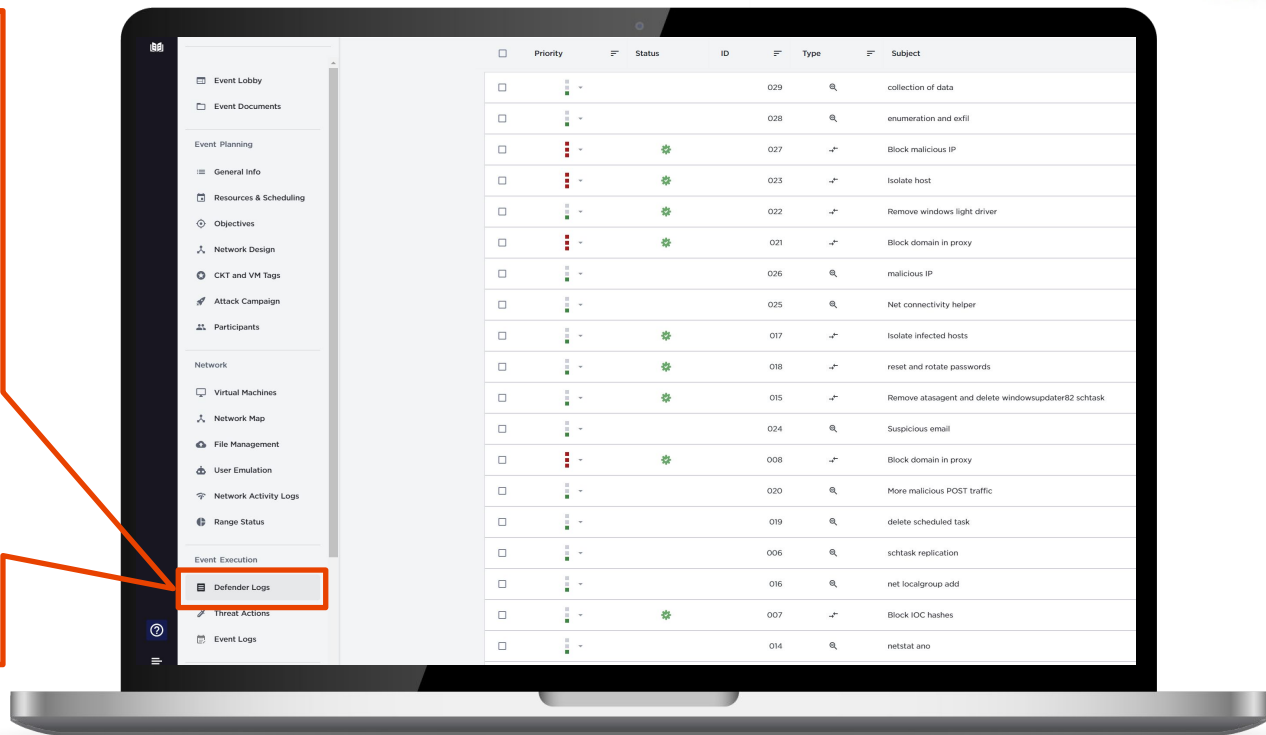 Event Lobby
Event Documents
Event Planning
General Info
Resources & Scheduling
Objectives
Network Design
CKT and VM Tags
Attack Campaign
Participants
Network
Virtual Machines
Network Map
File Management
User Emulation
Network Activity Logs
Range Status
Event Execution
Defender Logs
Threat Actions
Event Logs
Priority Status ID Type Subject
029 collection of data
028 enumeration and exfil
027 Block malicious IP
023 Isolate host
022 Remove windows light driver
021 Block domain in proxy
026 malicious IP
025 Net connectivity helper
017 Isolate infected hosts
018 reset and rotate passwords
015 Remove atasagent and delete windowsupdater82 schtask
024 Suspicious email
008 Block domain in proxy
020 More malicious POST traffic
019 delete scheduled task
006 schtask replication
016 net localgroup add
007 Block IOC hashes
014 netstat ano